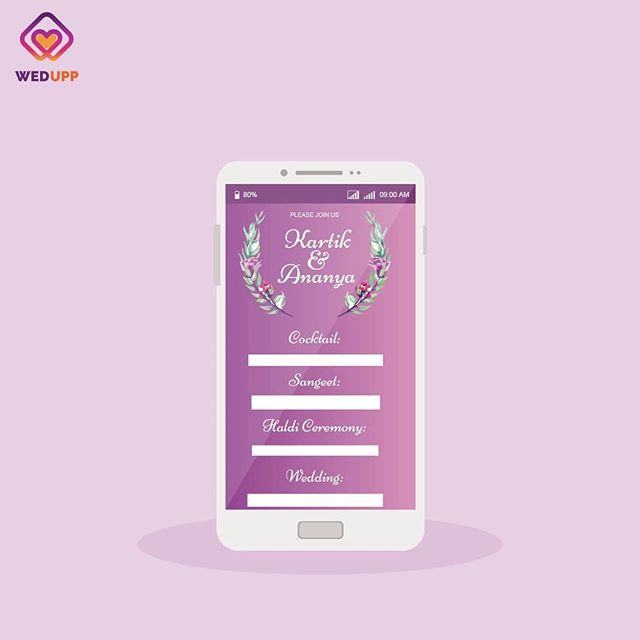 WEDUPP
80%
09:00 AM
PLEASE JOIN US
Kartik
&
Ananya
Cocktail:
Sangeet:
Haldi Ceremony:
Wedding: